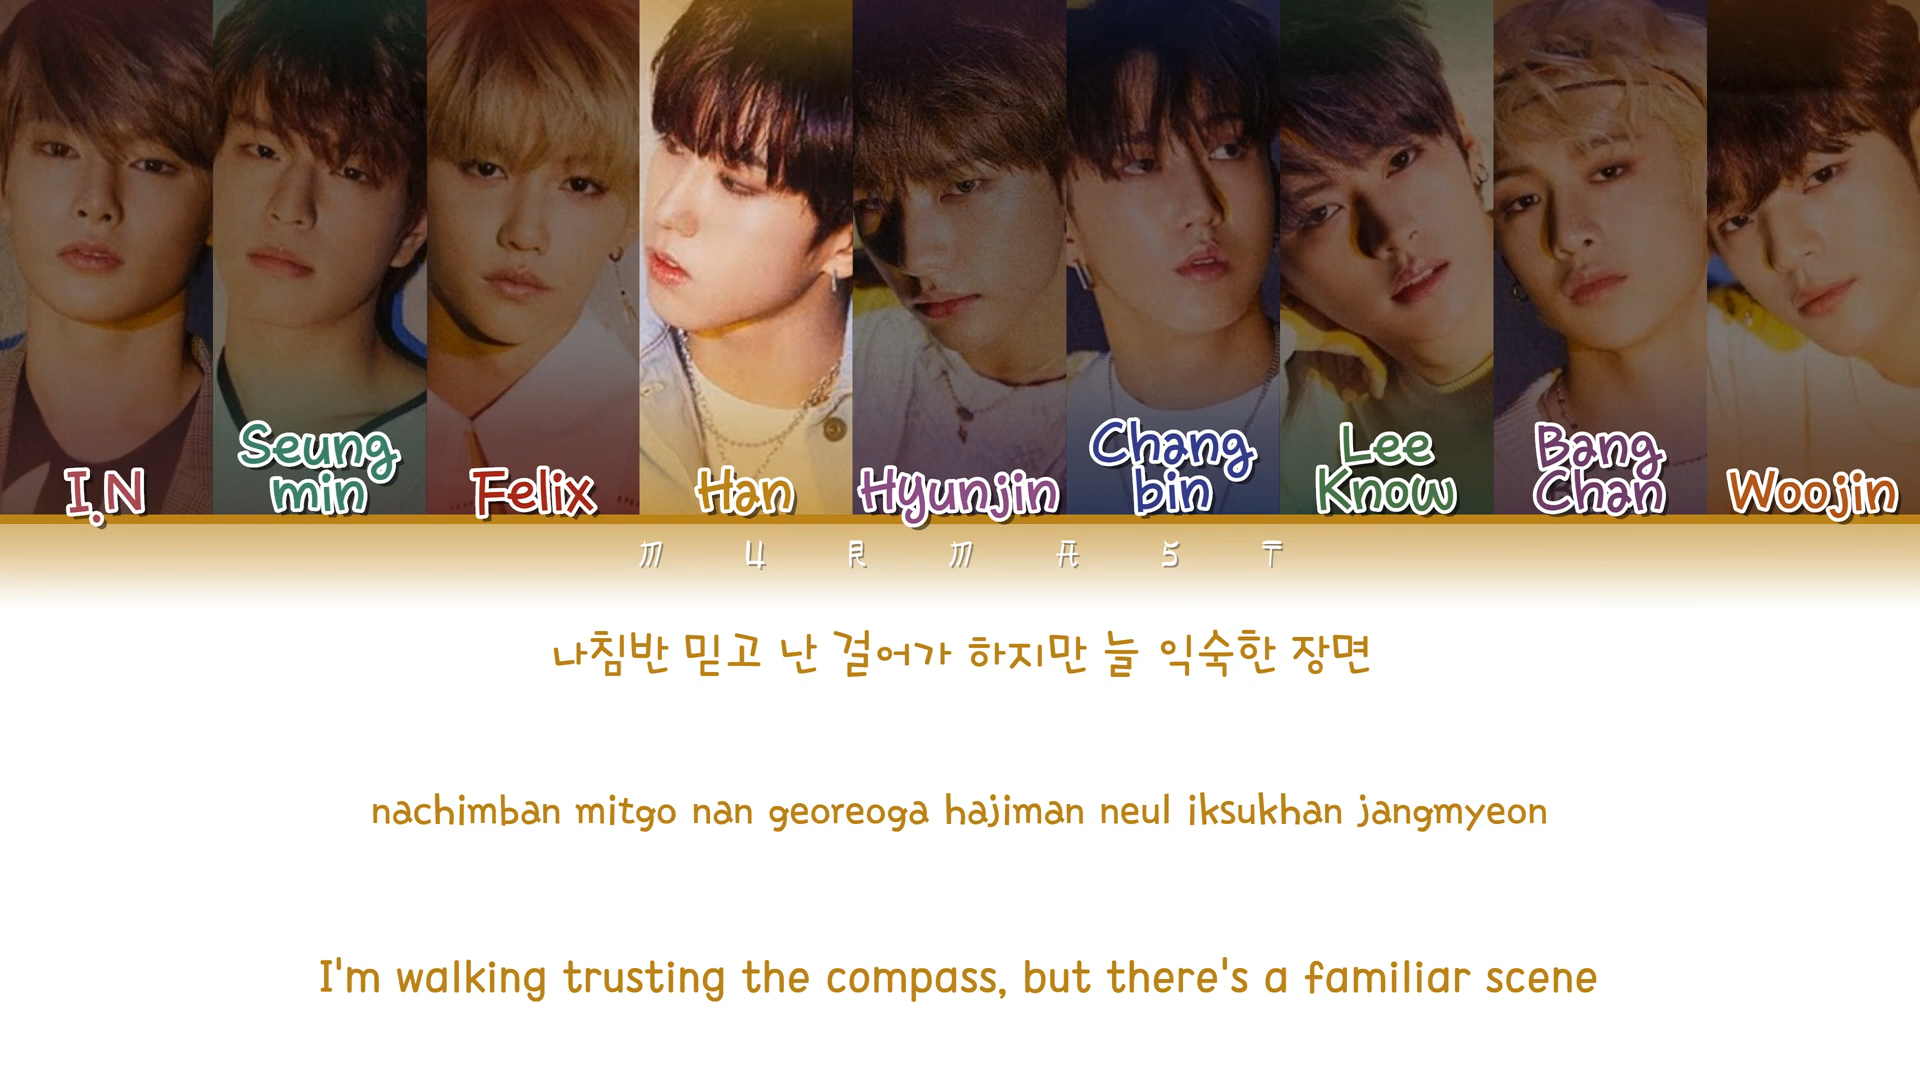 I.N
Seung
min
Felix
Han
Hyunjin
Chang
bin
Lee
Know
Bang
Chan
Woojin
MURMAST
나침반 믿고 난 걸어가 하지만 늘 익숙한 장면
nachimban mitgo nan georeoga hajiman neul iksukhan jangmyeon
I'm walking trusting the compass, but there's a familiar scene